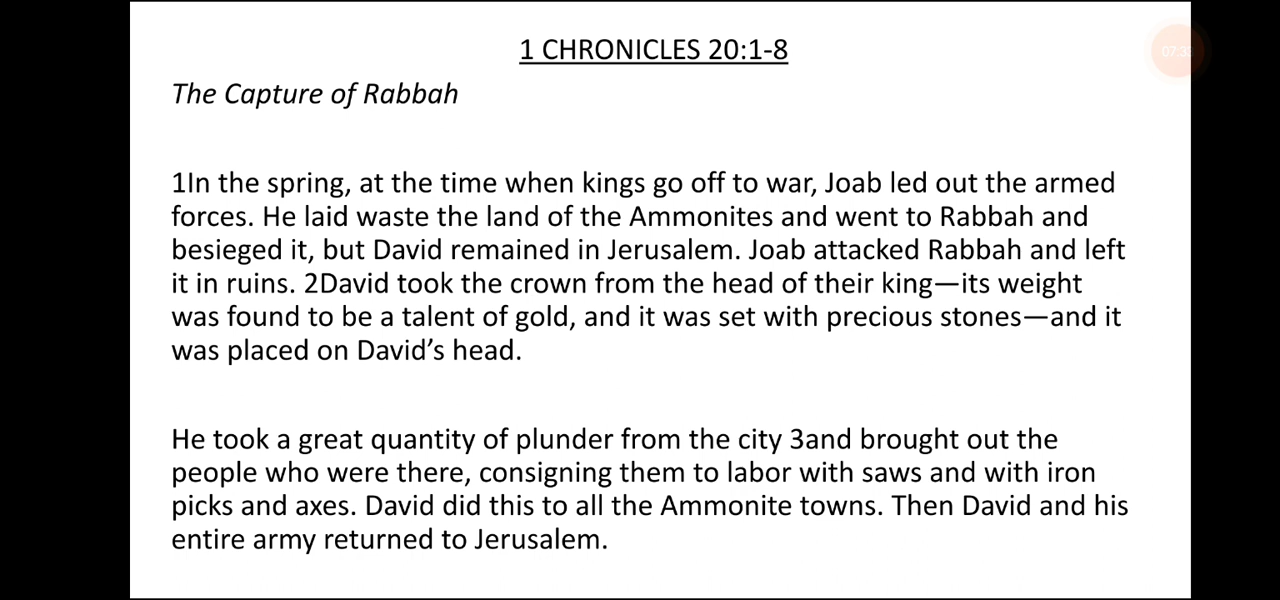 1 CHRONICLES 20:1-8
07:33
The Capture of Rabbah
1In the spring, at the time when kings go off to war, Joab led out the armed
forces. He laid waste the land of the Ammonites and went to Rabbah and
besieged it, but David remained in Jerusalem. Joab attacked Rabbah and left
it in ruins. 2David took the crown from the head of their king—its weight
was found to be a talent of gold, and it was set with precious stones—and it
was placed on David’s head.
He took a great quantity of plunder from the city 3and brought out the
people who were there, consigning them to labor with saws and with iron
picks and axes. David did this to all the Ammonite towns. Then David and his
entire army returned to Jerusalem.